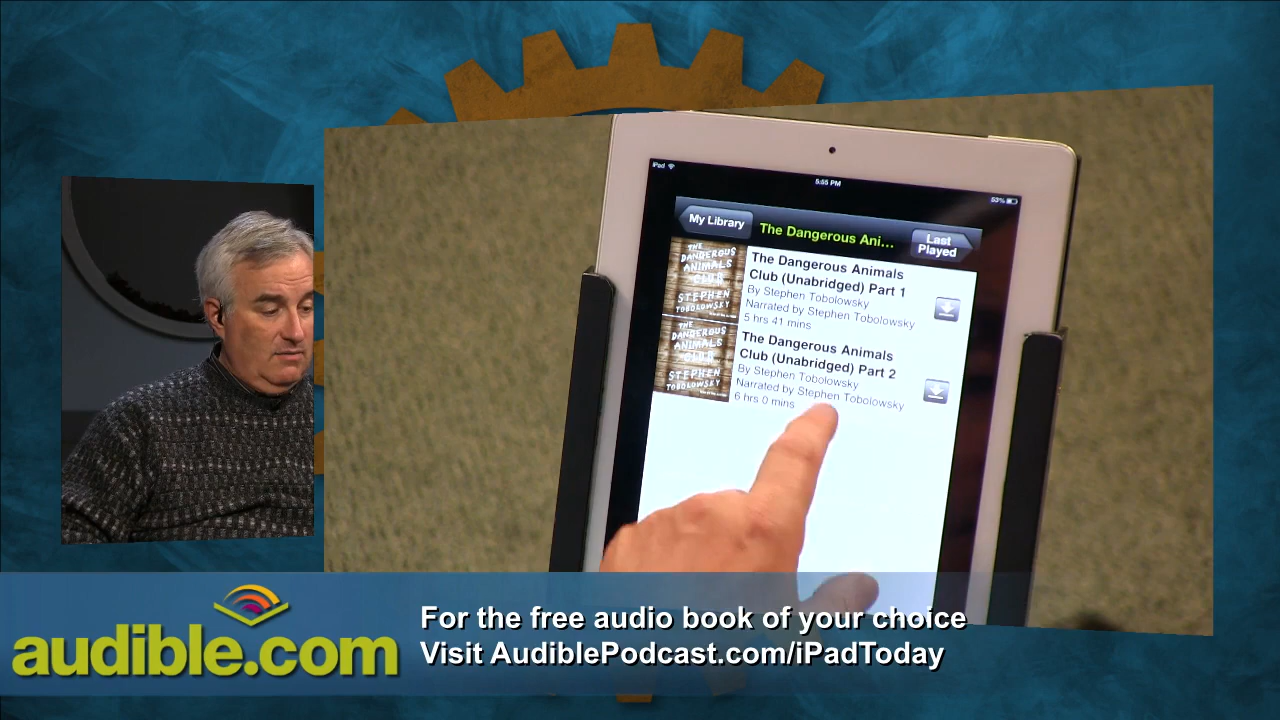 iPad
5:55 PM
53%
My Library
The Dangerous Ani...
Last
Played
THE
DANGEROUS
ANIMALS
CLUB
STEPHEN
TOBOLOWSKY
The Dangerous Animals
Club (Unabridged) Part 1
By Stephen Tobolowsky
Narrated by Stephen Tobolowsky
5 hr 41 mins
THE
DANGEROUS
ANIMALS
CLUB
STEPHEN
TOBOLOWSKY
The Dangerous Animals
Club (Unabridged) Part 2
By Stephen Tobolowsky
Narrated by Stephen Tobolowsky
6 hrs 0 mins
audible.com
For the free audio book of your choice
Visit AudiblePodcast.com/iPadToday